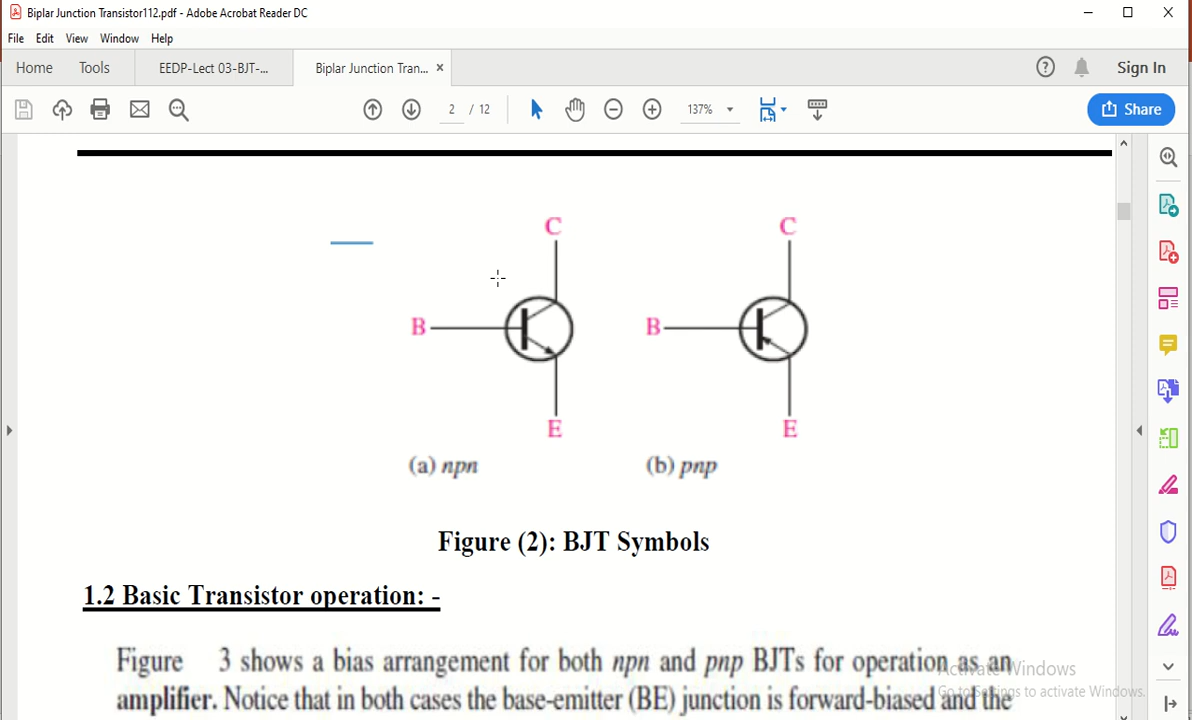 Biplar Junction Transistor112.pdf - Adobe Acrobat Reader DC
File Edit View Window Help
Home Tools EEDP-Lect 03-BJT-... Biplar Junction Tran... × Sign In
2 / 12 137% Share
C C
B B
E E
(a) npn (b) pnp
Figure (2): BJT Symbols
1.2 Basic Transistor operation: -
Figure 3 shows a bias arrangement for both npn and pnp BJTs for operation as an
Activate Windows
amplifier. Notice that in both cases the base-emitter (BE) junction is forward-biased and the
Go to Settings to activate Windows.